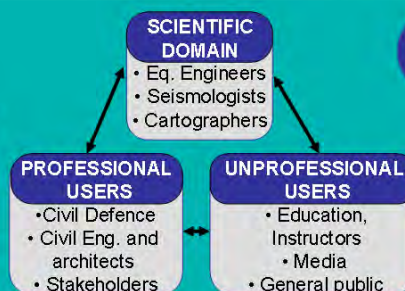 SCIENTIFIC
DOMAIN
• Eq. Engineers
• Seismologists
• Cartographers
PROFESSIONAL
USERS
•Civil Defence
• Civil Eng. and
architects
• Stakeholders
UNPROFESSIONAL
USERS
• Education,
Instructors
• Media
• General public